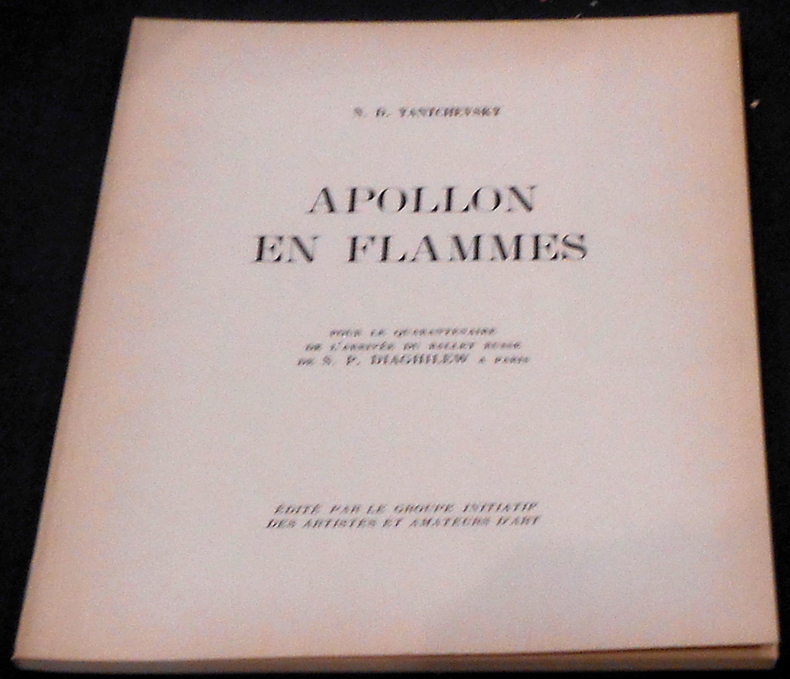 N. D. YANTCHEVSKY
APOLLON
EN FLAMMES
POUR LE QUARANTENAIRE
DE L'ARRIVÉE DU BALLET RUSSE
DE S. P. DIAGHILEW A PARIS
ÉDITÉ PAR LE GROUPE INITIATIF
DES ARTISTES ET AMATEURS D'ART